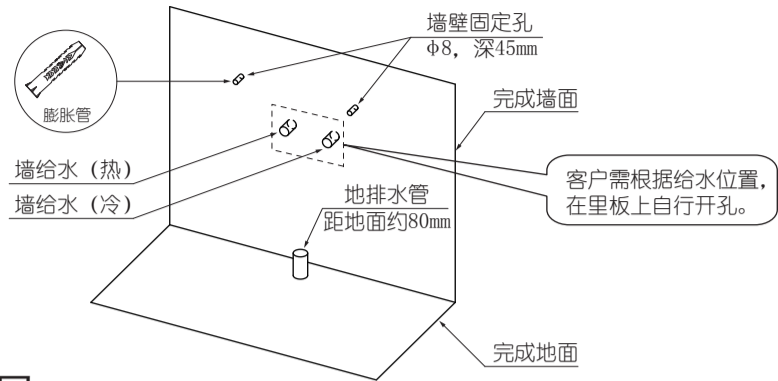 墙壁固定孔
φ8，深45mm
膨胀管
完成墙面
墙给水（热）
墙给水（冷）
客户需根据给水位置，
在里板上自行开孔。
地排水管
距地面约80mm
完成地面